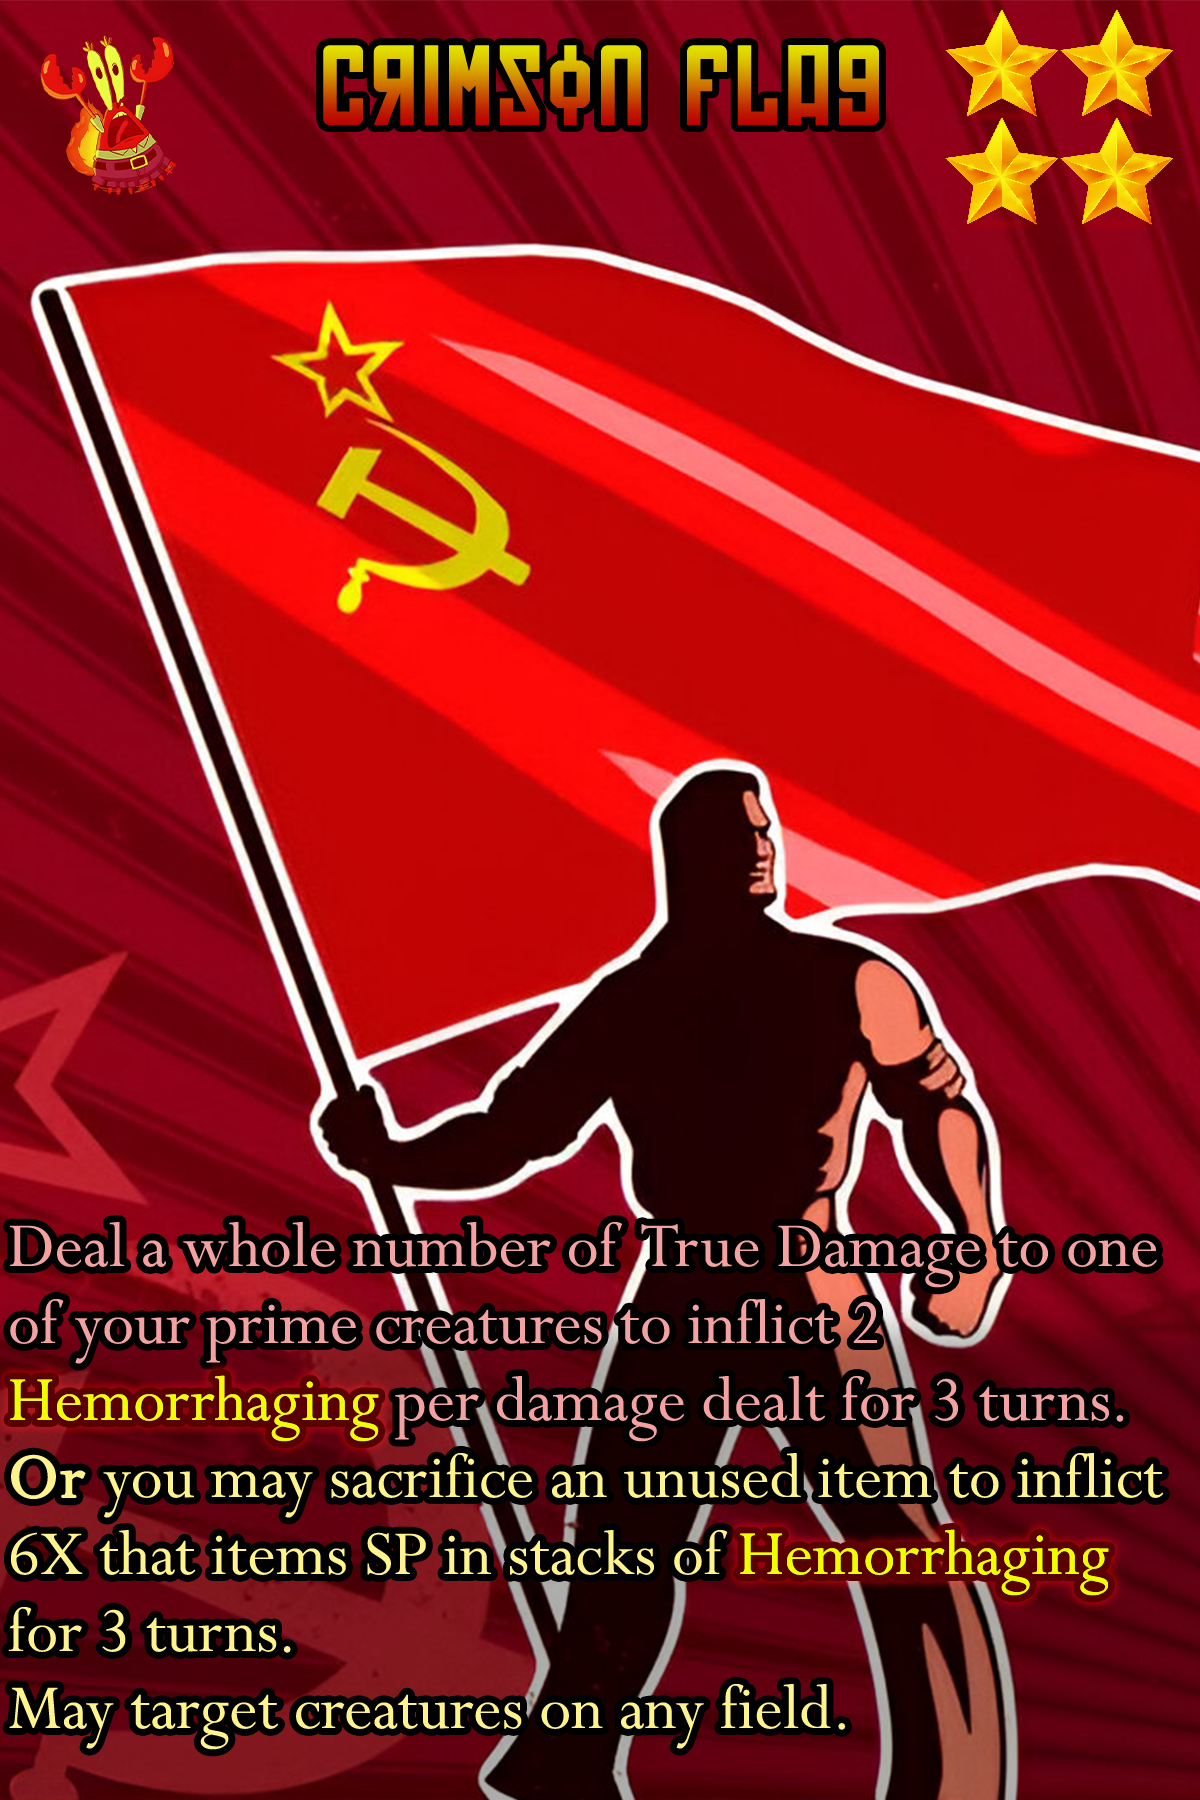 CRIMSON FLAG
Deal a whole number of True Damage to one
of your prime creatures to inflict 2
Hemorrhaging per damage dealt for 3 turns.
Or you may sacrifice an unused item to inflict
6X that items SP in stacks of Hemorrhaging
for 3 turns.
May target creatures on any field.